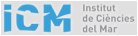 ICM Institut
de Ciències
del Mar